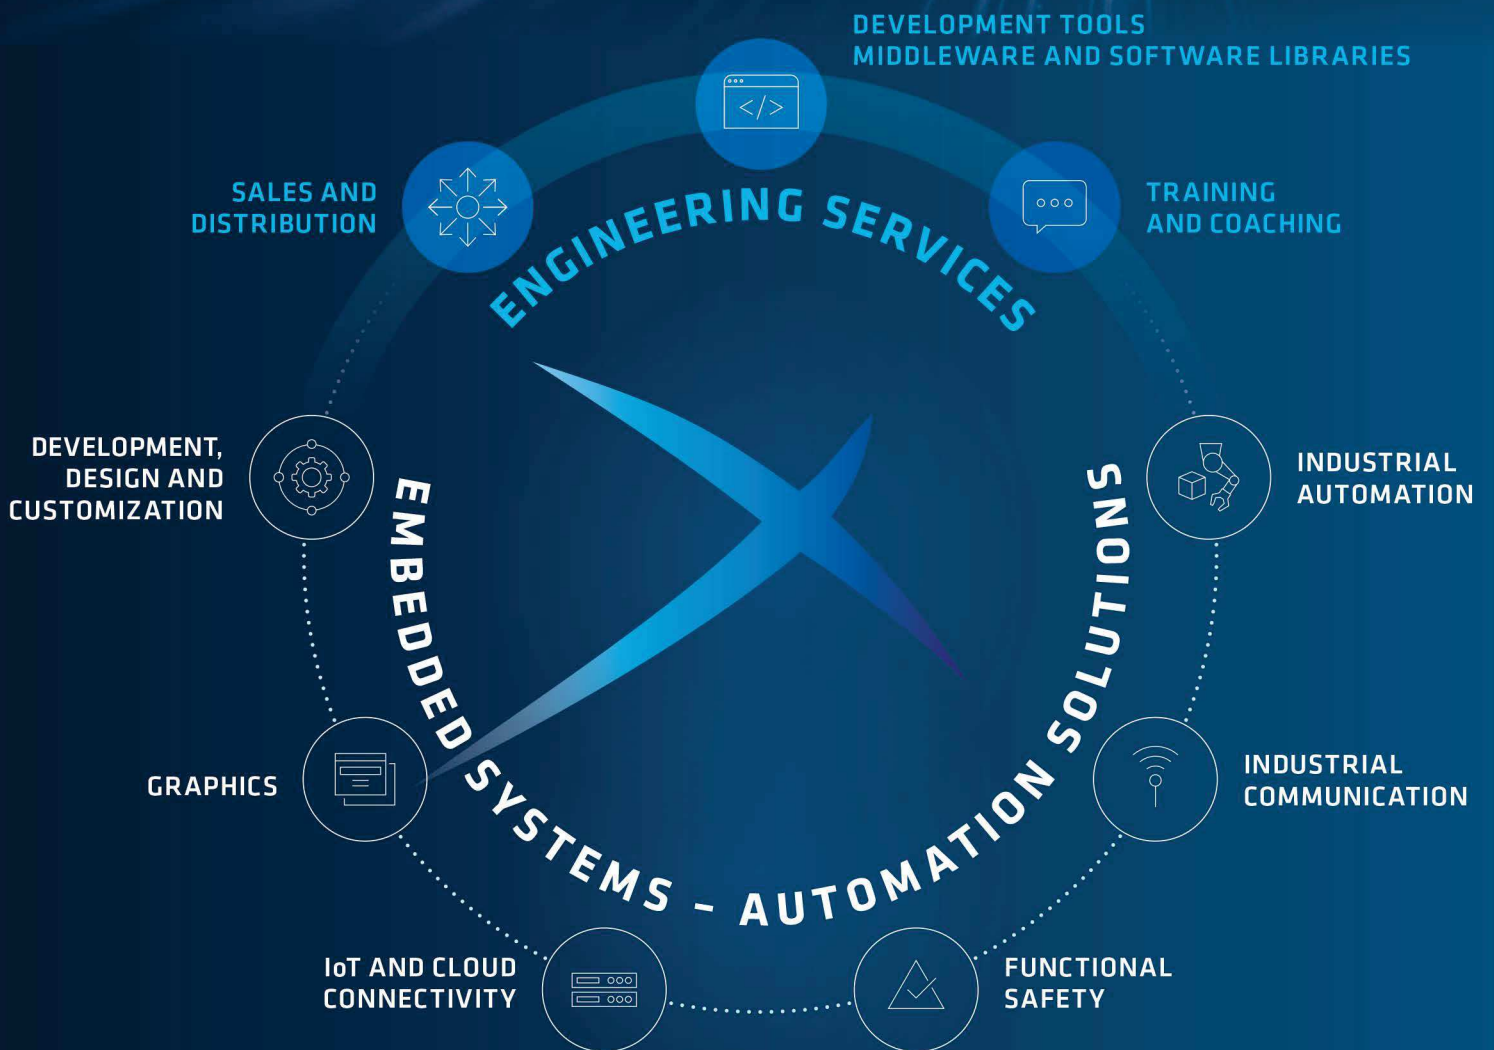 DEVELOPMENT TOOLS
MIDDLEWARE AND SOFTWARE LIBRARIES
</>
SALES AND
DISTRIBUTION
TRAINING
AND COACHING
ENGINEERING SERVICES
DEVELOPMENT,
DESIGN AND
CUSTOMIZATION
INDUSTRIAL
AUTOMATION
EMBEDDED SYSTEMS – AUTOMATION SOLUTIONS
GRAPHICS
INDUSTRIAL
COMMUNICATION
IoT AND CLOUD
CONNECTIVITY
FUNCTIONAL
SAFETY